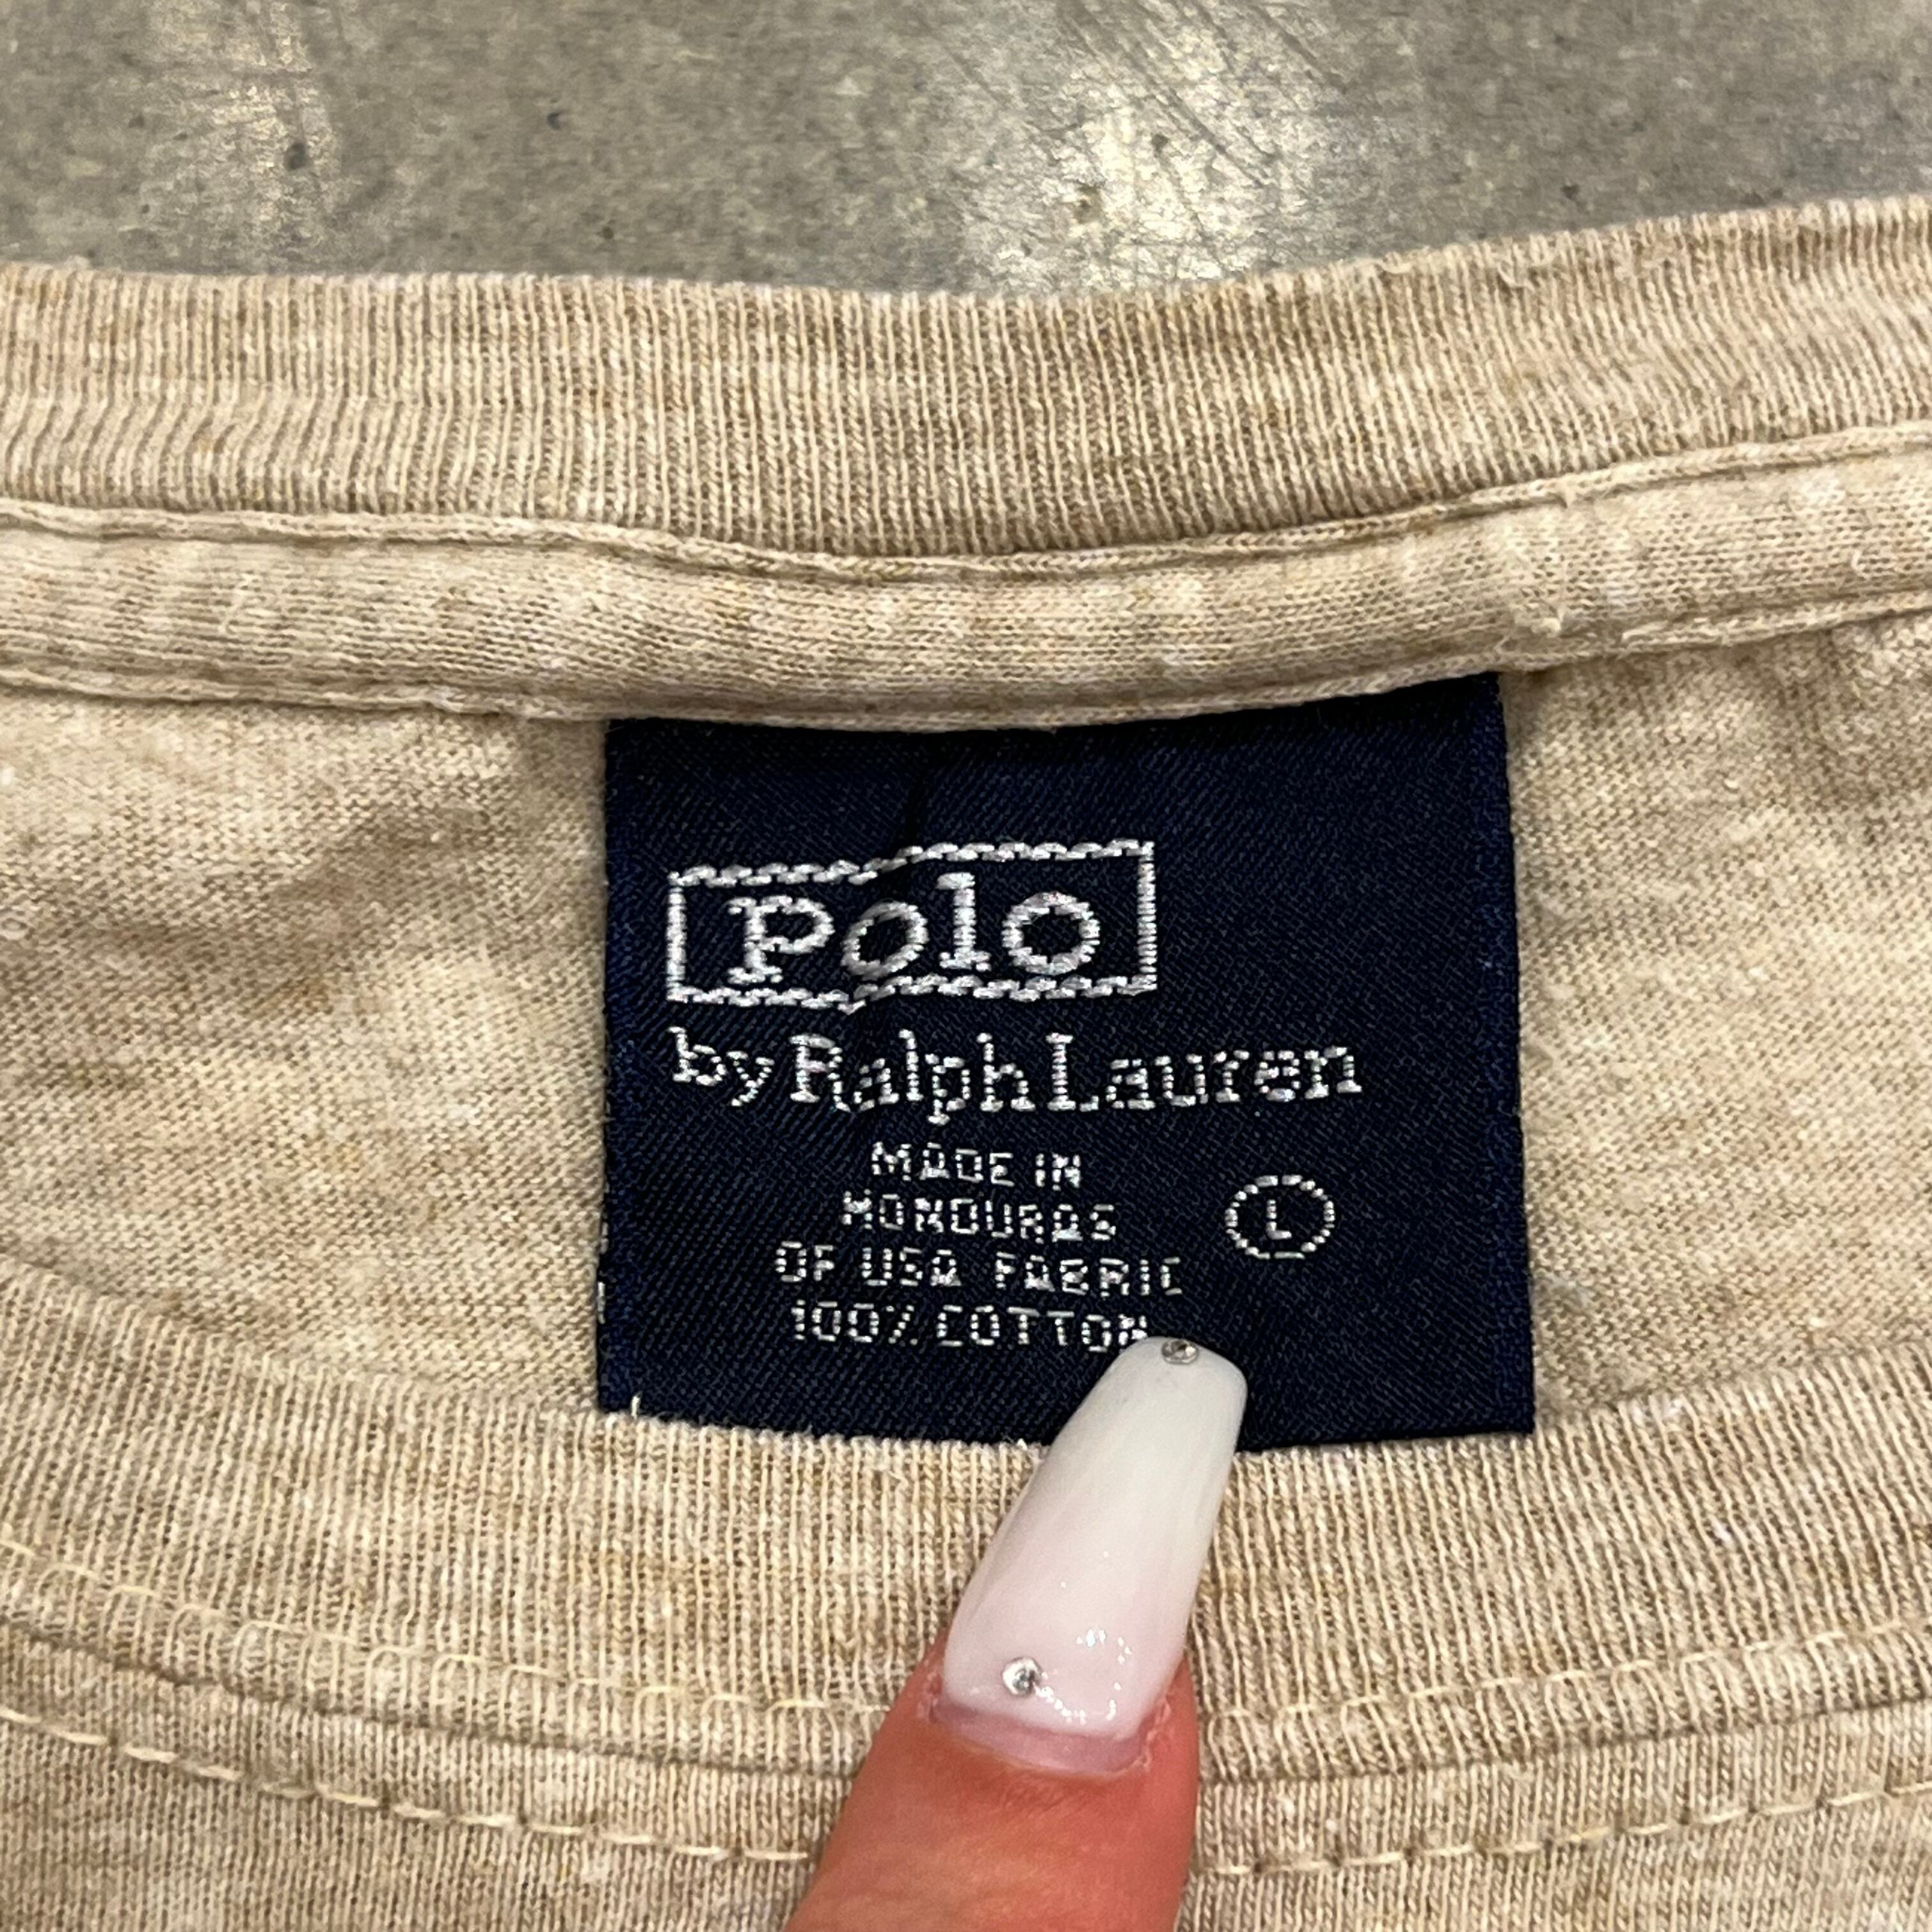 Polo
by Ralph Lauren
MADE IN
HONDURAS
OF USA FABRIC
100% COTTON
L